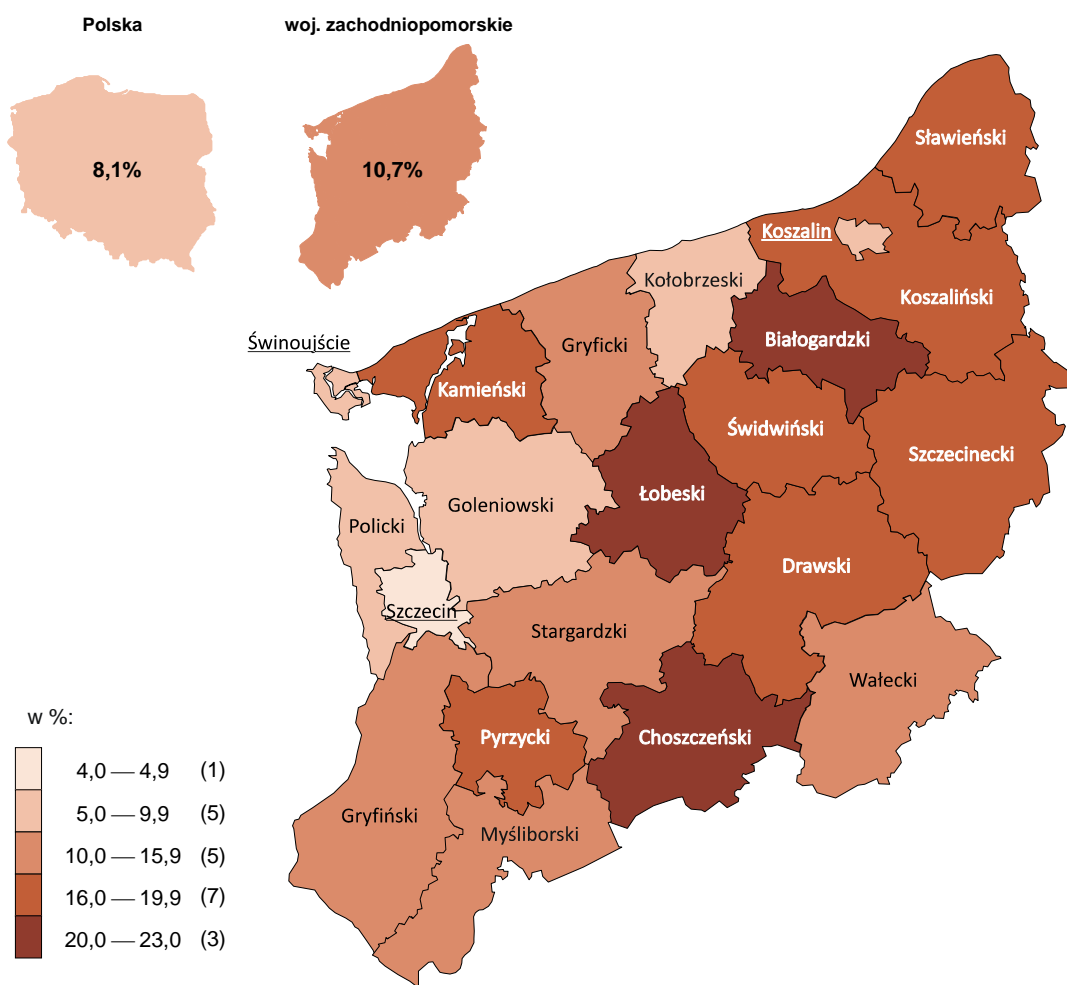 Polska
woj. zachodniopomorskie
8,1%
10,7%
Sławieński
Koszalin
Kołobrzeski
Koszaliński
Świnoujście
Gryficki
Białogardzki
Kamieński
Świdwiński
Szczecinecki
Łobeski
Goleniowski
Policki
Drawski
Szczecin
Stargardzki
Wałecki
Pyrzycki
Choszczeński
Gryfiński
Myśliborski
w %:
4,0 — 4,9 (1)
5,0 — 9,9 (5)
10,0 — 15,9 (5)
16,0 — 19,9 (7)
20,0 — 23,0 (3)